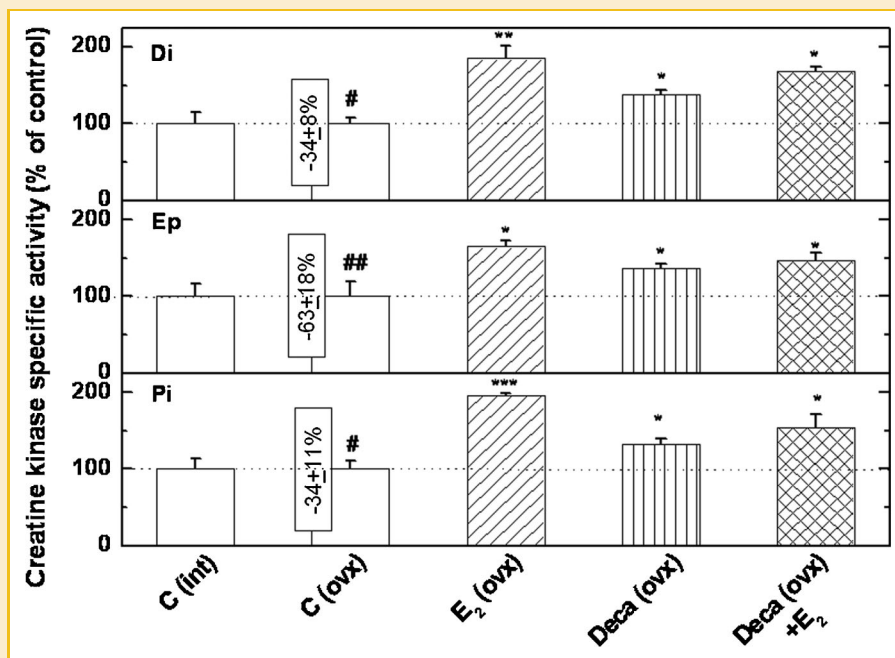 Creatine kinase specific activity (% of control)
200
Di
**
*
*
#
-34±8%
100
0
200
Ep
*
*
*
##
-63±18%
100
0
200
Pi
***
*
*
#
-34±11%
100
0
C (int)
C (ovx)
E₂ (ovx)
Deca (ovx)
Deca (ovx)
+E₂